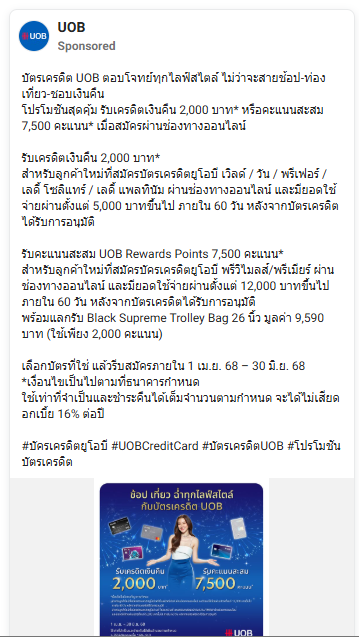 UOB
UOB
Sponsored
บัตรเครดิต UOB ตอบโจทย์ทุกไลฟ์สไตล์ ไม่ว่าจะสายช้อป-ท่อง
เที่ยว-ชอบเงินคืน
โปรโมชันสุดคุ้ม รับเครดิตเงินคืน 2,000 บาท* หรือคะแนนสะสม
7,500 คะแนน* เมื่อสมัครผ่านช่องทางออนไลน์
รับเครดิตเงินคืน 2,000 บาท*
สำหรับลูกค้าใหม่ที่สมัครบัตรเครดิตยูโอบี เวิลด์ / วัน / พรีเฟอร์ /
เลดี้ โซลิแทร์ / เลดี้ แพลทินัม ผ่านช่องทางออนไลน์ และมียอดใช้
จ่ายผ่านตั้งแต่ 5,000 บาทขึ้นไป ภายใน 60 วัน หลังจากบัตรเครดิต
ได้รับการอนุมัติ
รับคะแนนสะสม UOB Rewards Points 7,500 คะแนน*
สำหรับลูกค้าใหม่ที่สมัครบัตรเครดิตยูโอบี พรีวิไมลส์/พรีเมียร์ ผ่าน
ช่องทางออนไลน์ และมียอดใช้จ่ายผ่านตั้งแต่ 12,000 บาทขึ้นไป
ภายใน 60 วัน หลังจากบัตรเครดิตได้รับการอนุมัติ
พร้อมแลกรับ Black Supreme Trolley Bag 26 นิ้ว มูลค่า 9,590
บาท (ใช้เพียง 2,000 คะแนน)
เลือกบัตรที่ใช่ แล้วรีบสมัครภายใน 1 เม.ย. 68 – 30 มิ.ย. 68
*เงื่อนไขเป็นไปตามที่ธนาคารกำหนด
ใช้เท่าที่จำเป็นและชำระคืนได้เต็มจำนวนตามกำหนด จะได้ไม่เสียด
อกเบี้ย 16% ต่อปี
#บัตรเครดิตยูโอบี #UOBCreditCard #บัตรเครดิตUOB #โปรโมชัน
บัตรเครดิต
ช้อป เที่ยว ฉ่ำทุกไลฟ์สไตล์
กับบัตรเครดิต UOB
รับเครดิตเงินคืน
2,000 บาท*
รับคะแนนสะสม
7,500 คะแนน*
UOB